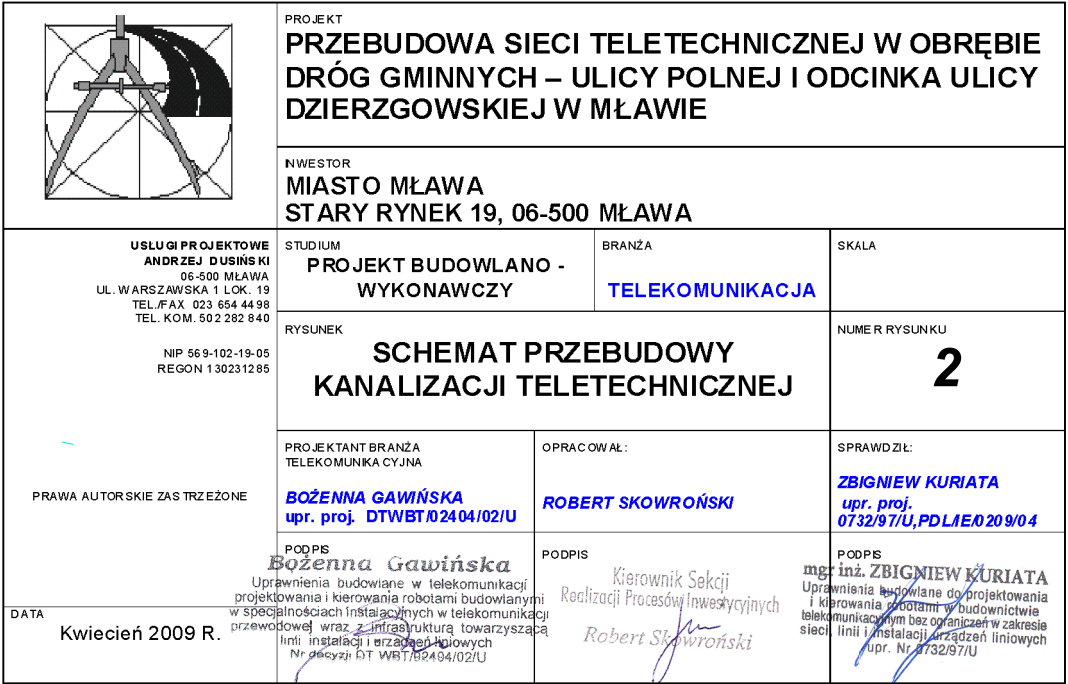 PROJEKT
PRZEBUDOWA SIECI TELETECHNICZNEJ W OBRĘBIE
DRÓG GMINNYCH – ULICY POLNEJ I ODCINKA ULICY
DZIERZGOWSKIEJ W MŁAWIE
INWESTOR
MIASTO MŁAWA
STARY RYNEK 19, 06-500 MŁAWA
USŁUGI PROJEKTOWE
ANDRZEJ DUSIŃSKI
06-500 MŁAWA
UL. WARSZAWSKA 1 LOK. 19
TEL./FAX 023 654 44 98
TEL. KOM. 502 282 840
NIP 569-102-19-05
REGON 130231285
PRAWA AUTORSKIE ZASTRZEŻONE
DATA
Kwiecień 2009 R.
STUDIUM
PROJEKT BUDOWLANO -
WYKONAWCZY
BRANŻA
TELEKOMUNIKACJA
SKALA
RYSUNEK
SCHEMAT PRZEBUDOWY
KANALIZACJI TELETECHNICZNEJ
NUMER RYSUNKU
2
PROJEKTANT BRANŻA
TELEKOMUNIKACYJNA
BOŻENNA GAWIŃSKA
upr. proj. DTWBT/02404/02/U
OPRACOWAŁ:
ROBERT SKOWROŃSKI
SPRAWDZIŁ:
ZBIGNIEW KURIATA
upr. proj.
0732/97/U,PDL/IE/0209/04
PODPIS
Bożenna Gawińska
Uprawnienia budowlane w telekomunikacji
projektowania i kierowania robotami budowlanymi
w specjalnościach instalacyjnych w telekomunikacji
przewodowej wraz z infrastrukturą towarzyszącą
linii instalacji i urządzeń liniowych
Nr decyzji DT WBT/02404/02/U
PODPIS
Kierownik Sekcji
Realizacji Procesów Inwestycyjnych
Robert Skowroński
PODPIS
mgr inż. ZBIGNIEW KURIATA
Uprawnienia budowlane do projektowania
i kierowania robotami w budownictwie
telekomunikacyjnym bez ograniczeń w zakresie
sieci, linii i instalacji urządzeń liniowych
upr. Nr 0732/97/U